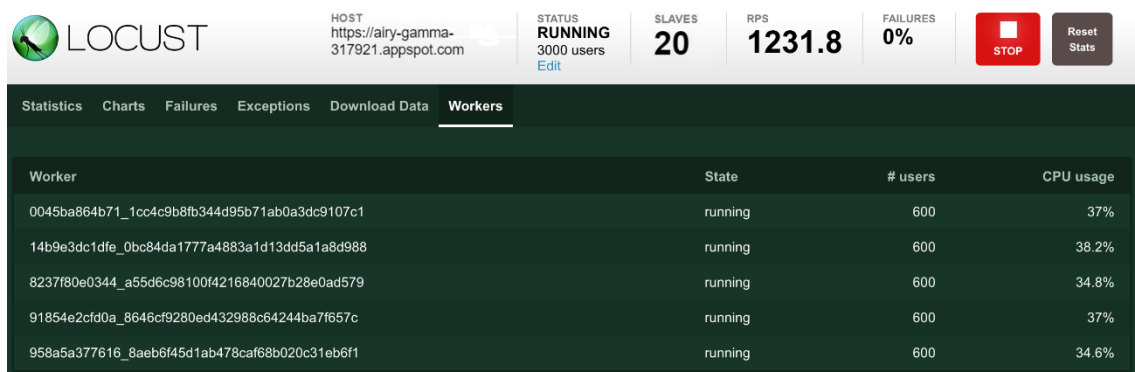 LOCUST
HOST
https://airy-gamma-
317921.appspot.com
STATUS
RUNNING
3000 users
Edit
SLAVES
20
RPS
1231.8
FAILURES
0%
STOP
Reset
Stats
Statistics Charts Failures Exceptions Download Data Workers
Worker State # users CPU usage
0045ba864b71_1cc4c9b8fb344d95b71ab0a3dc9107c1 running 600 37%
14b9e3dc1dfe_0bc84da1777a4883a1d13dd5a1a8d988 running 600 38.2%
8237f80e0344_a55d6c98100f4216840027b28e0ad579 running 600 34.8%
91854e2cfd0a_8646cf9280ed432988c64244ba7f657c running 600 37%
958a5a377616_8aeb6f45d1ab478caf68b020c31eb6f1 running 600 34.6%